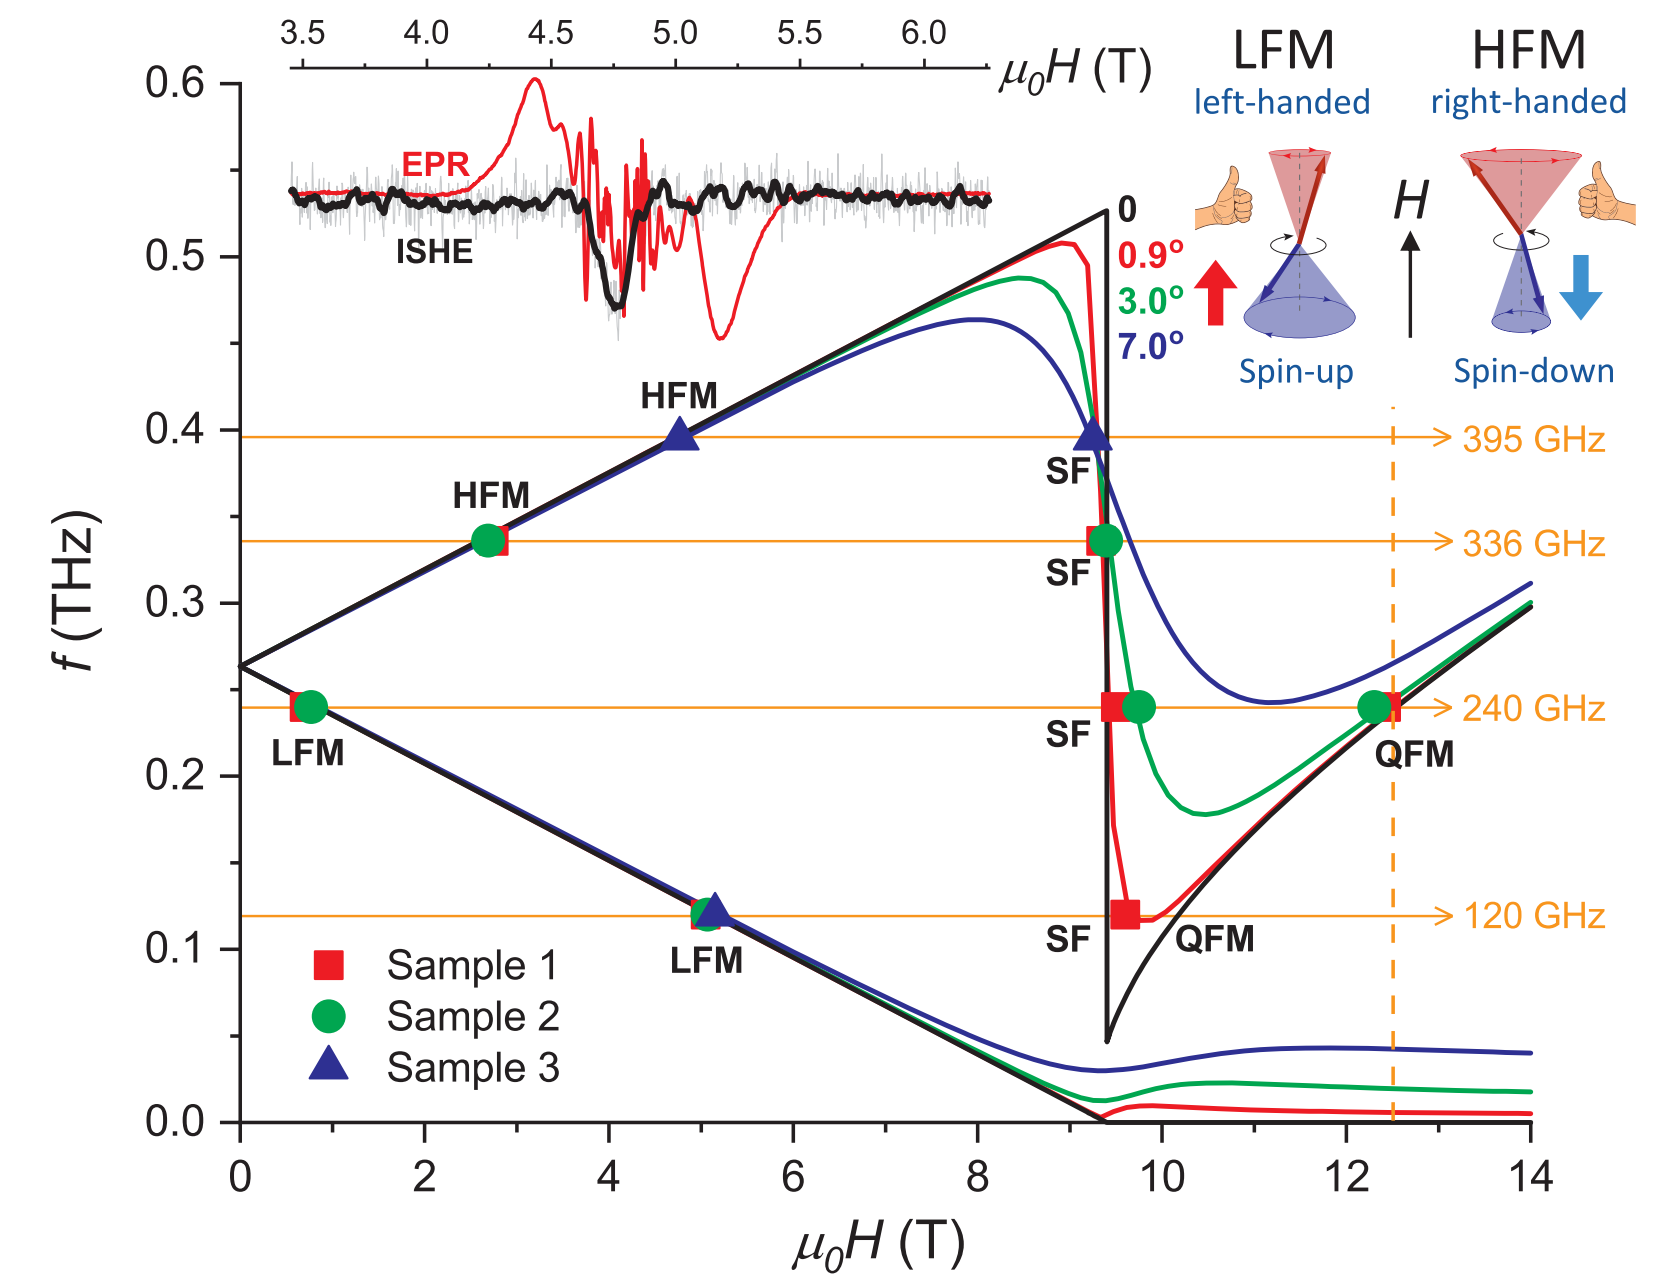 3.5 4.0 4.5 5.0 5.5 6.0
μ0H (T)
LFM HFM
left-handed right-handed
EPR
ISHE
H
0
0.9º
3.0º
7.0º
Spin-up Spin-down
0.6
0.5
0.4
0.3
0.2
0.1
0.0
f (THz)
HFM
395 GHz
SF
HFM
336 GHz
SF
240 GHz
LFM
SF
QFM
120 GHz
LFM
SF
QFM
Sample 1
Sample 2
Sample 3
0 2 4 6 8 10 12 14
μ0H (T)